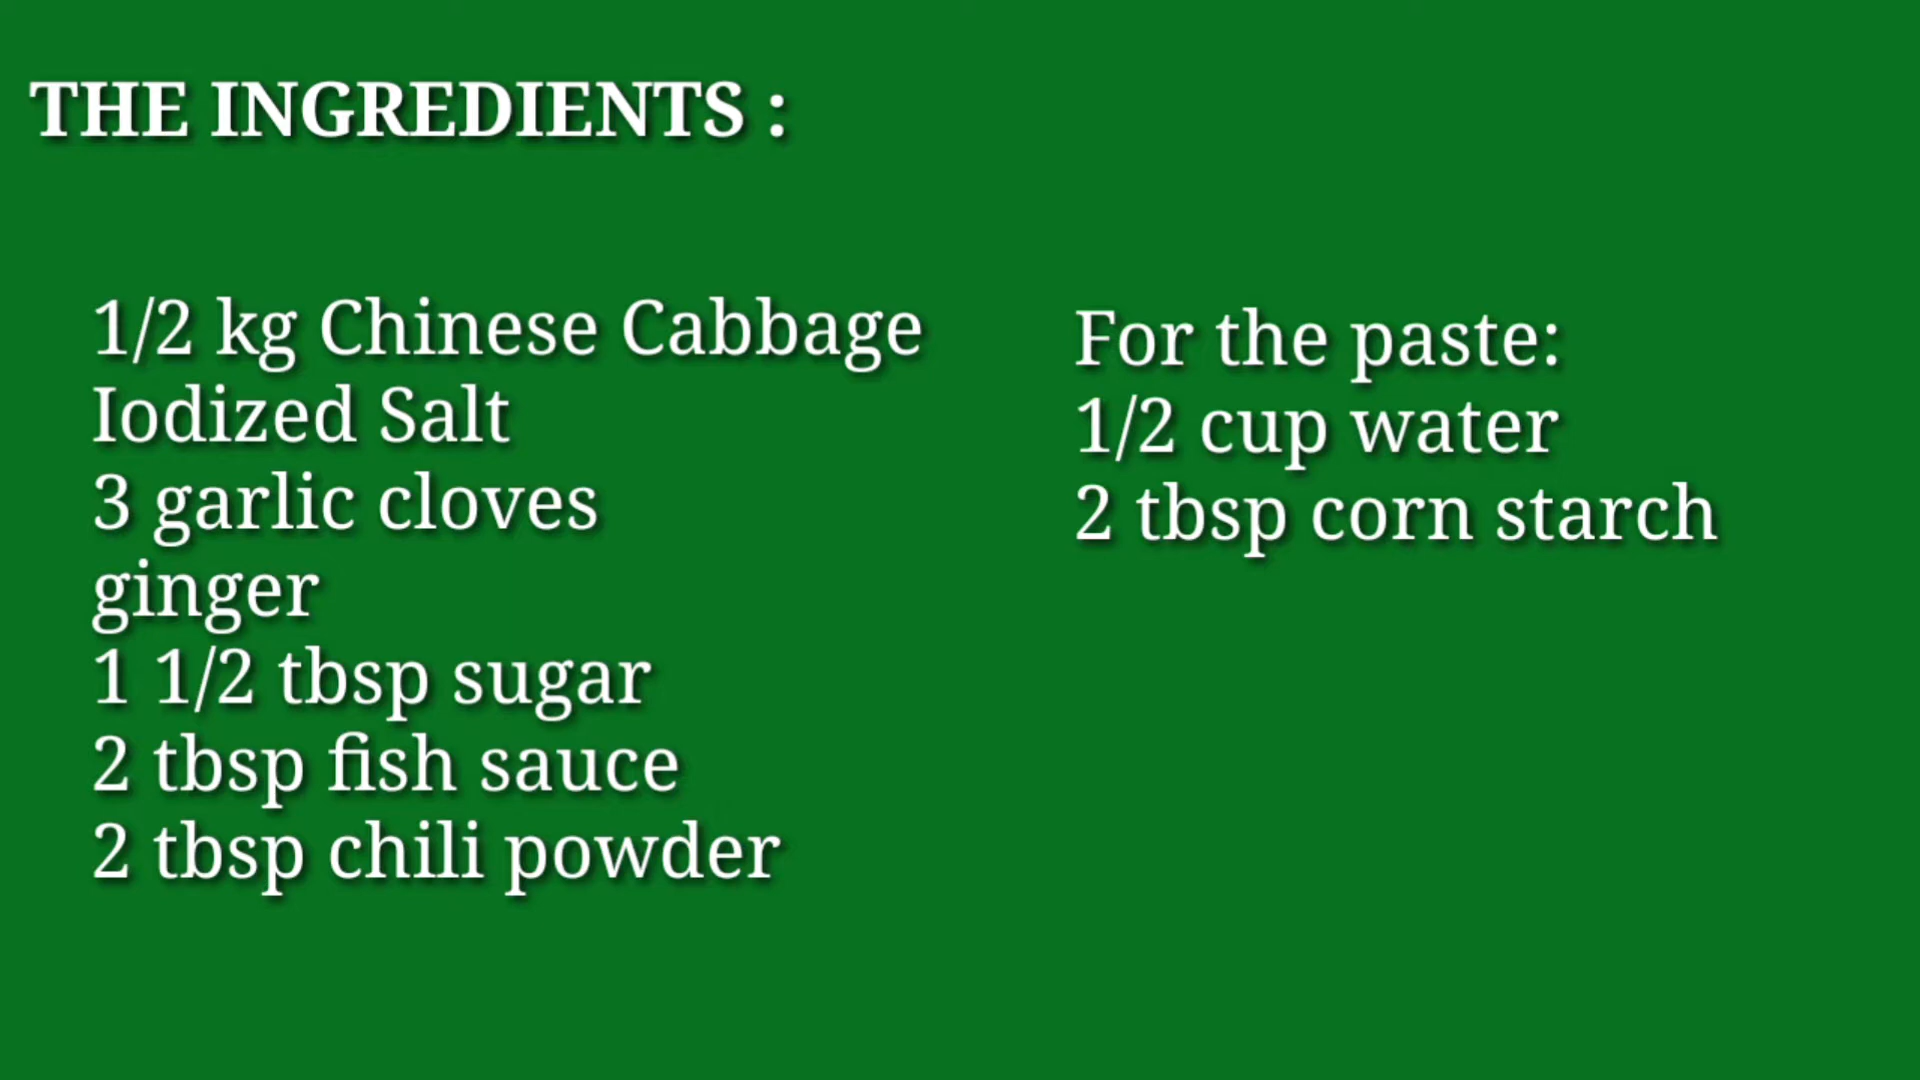 THE INGREDIENTS :
1/2 kg Chinese Cabbage
Iodized Salt
3 garlic cloves
ginger
1 1/2 tbsp sugar
2 tbsp fish sauce
2 tbsp chili powder
For the paste:
1/2 cup water
2 tbsp corn starch